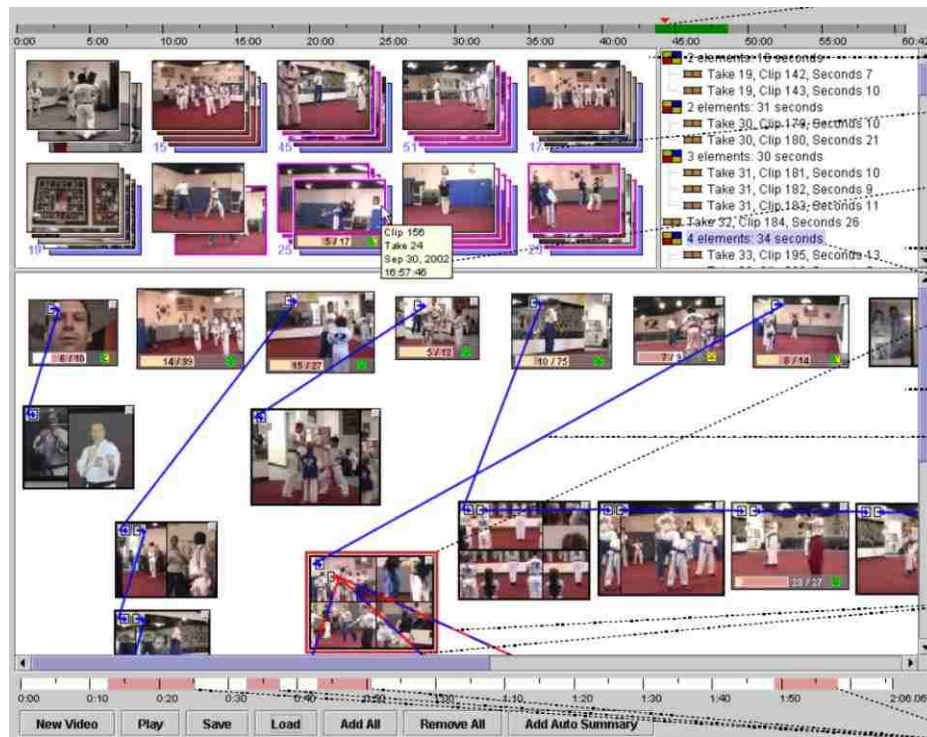 0:00 5:00 10:00 15:00 20:00 25:00 30:00 35:00 40:00 45:00 50:00 55:00 60:42
15 45 51 17
19 25 29
5 / 17
Clip 156
Take 24
Sep 30, 2002
16:57:46
2 elements: 16 seconds
Take 19, Clip 142, Seconds 7
Take 19, Clip 143, Seconds 10
2 elements: 31 seconds
Take 30, Clip 179, Seconds 10
Take 30, Clip 180, Seconds 21
3 elements: 30 seconds
Take 31, Clip 181, Seconds 10
Take 31, Clip 182, Seconds 9
Take 31, Clip 183, Seconds 11
Take 32, Clip 184, Seconds 26
4 elements: 34 seconds
Take 33, Clip 195, Seconds 13
6 / 10 14 / 39 15 / 27 5 / 12 10 / 75 7 / 9 8 / 14
23 / 27
0:00 0:10 0:20 0:30 0:40 0:50 1:00 1:10 1:20 1:30 1:40 1:50 2:06.06
New Video Play Save Load Add All Remove All Add Auto Summary